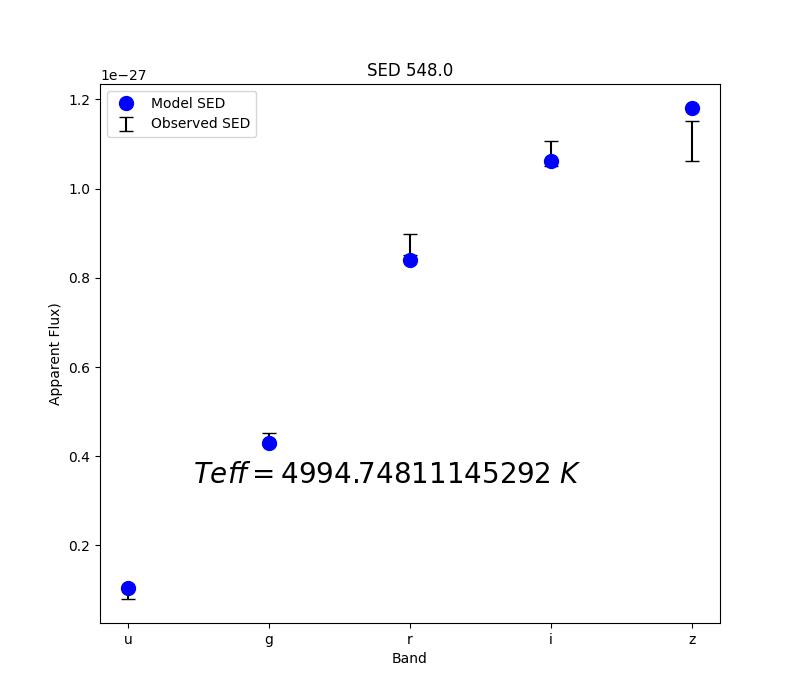 SED 548.0
1e−27
Model SED
Observed SED
1.2
1.0
0.8
0.6
0.4
0.2
Apparent Flux)
Teff = 4994.74811145292 K
u g r i z
Band